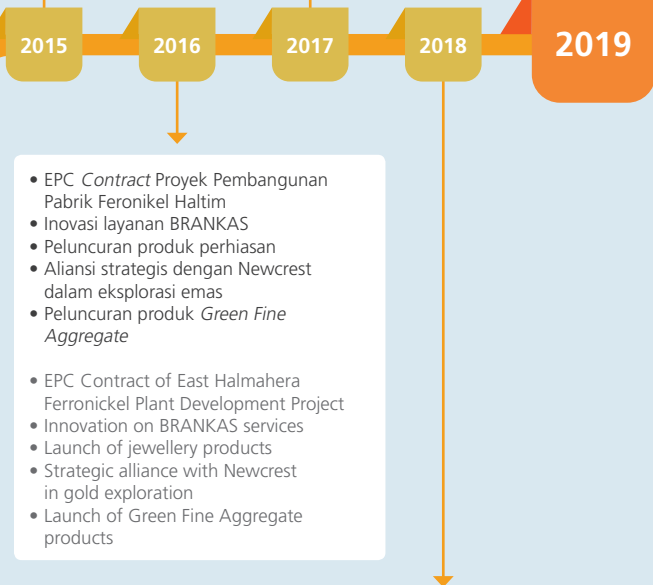 2015
2016
2017
2018
2019
• EPC Contract Proyek Pembangunan
Pabrik Feronikel Haltim
• Inovasi layanan BRANKAS
• Peluncuran produk perhiasan
• Aliansi strategis dengan Newcrest
dalam eksplorasi emas
• Peluncuran produk Green Fine
Aggregate
• EPC Contract of East Halmahera
Ferronickel Plant Development Project
• Innovation on BRANKAS services
• Launch of jewellery products
• Strategic alliance with Newcrest
in gold exploration
• Launch of Green Fine Aggregate
products